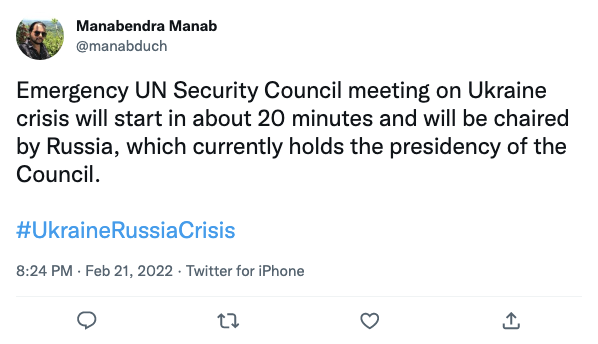 Manabendra Manab
@manabduch
Emergency UN Security Council meeting on Ukraine
crisis will start in about 20 minutes and will be chaired
by Russia, which currently holds the presidency of the
Council.
#UkraineRussiaCrisis
8:24 PM · Feb 21, 2022 · Twitter for iPhone